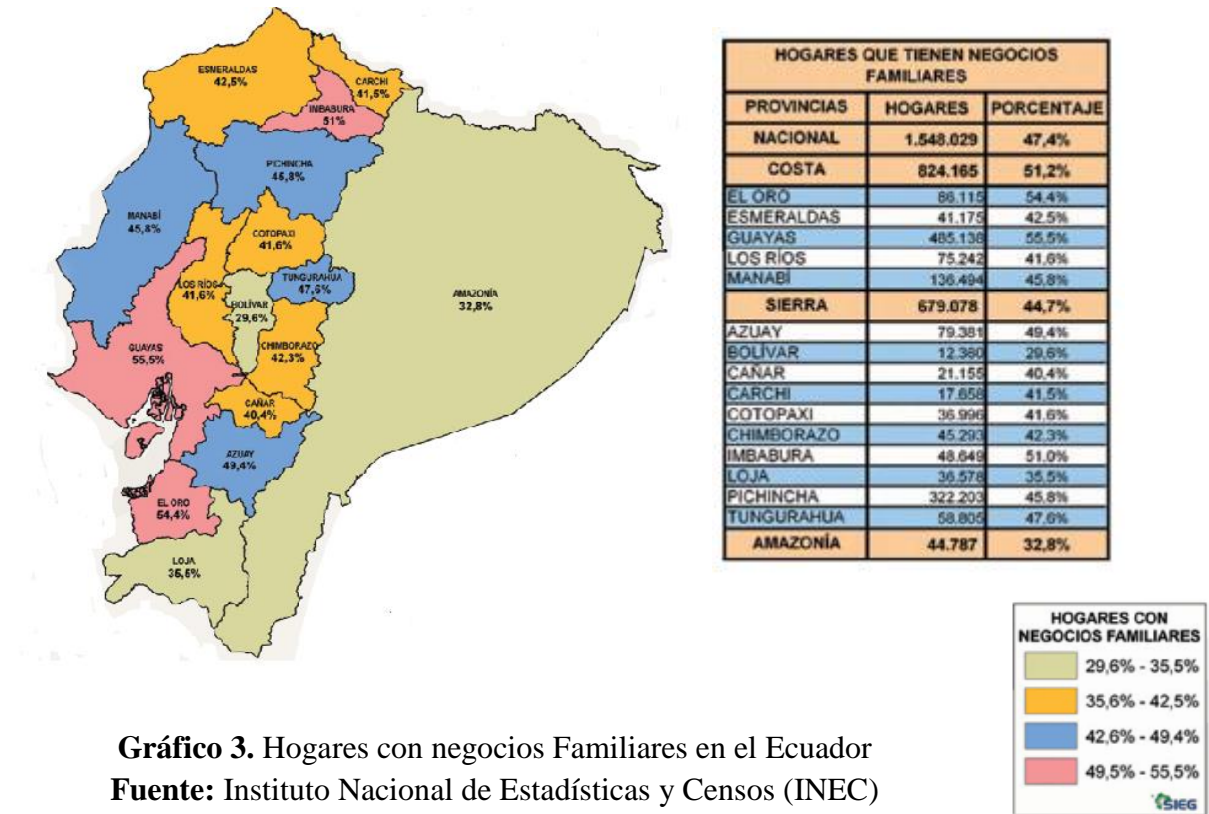 ESMERALDAS
42,5%
CARCHI
41,5%
IMBABURA
51%
PICHINCHA
45,8%
MANABÍ
45,8%
COTOPAXI
41,6%
LOS RÍOS
41,6%
TUNGURAHUA
47,6%
BOLÍVAR
29,6%
AMAZONÍA
32,8%
GUAYAS
55,5%
CHIMBORAZO
42,3%
CAÑAR
40,4%
AZUAY
49,4%
EL ORO
54,4%
LOJA
35,5%
HOGARES QUE TIENEN NEGOCIOS
FAMILIARES
PROVINCIAS HOGARES PORCENTAJE
NACIONAL 1.548.029 47,4%
COSTA 824.165 51,2%
EL ORO 86.115 54.4%
ESMERALDAS 41.175 42.5%
GUAYAS 485.138 55,5%
LOS RÍOS 75.242 41.6%
MANABÍ 136.494 45,8%
SIERRA 679.078 44,7%
AZUAY 79.381 49,4%
BOLÍVAR 12.380 29,6%
CAÑAR 21.155 40,4%
CARCHI 17.658 41,5%
COTOPAXI 36.996 41,6%
CHIMBORAZO 45.293 42,3%
IMBABURA 48.649 51,0%
LOJA 36.578 35,5%
PICHINCHA 322.203 45,8%
TUNGURAHUA 58.805 47,6%
AMAZONÍA 44.787 32,8%
HOGARES CON
NEGOCIOS FAMILIARES
29,6% - 35,5%
35,6% - 42,5%
42,6% - 49,4%
49,5% - 55,5%
SIEG
Gráfico 3. Hogares con negocios Familiares en el Ecuador
Fuente: Instituto Nacional de Estadísticas y Censos (INEC)